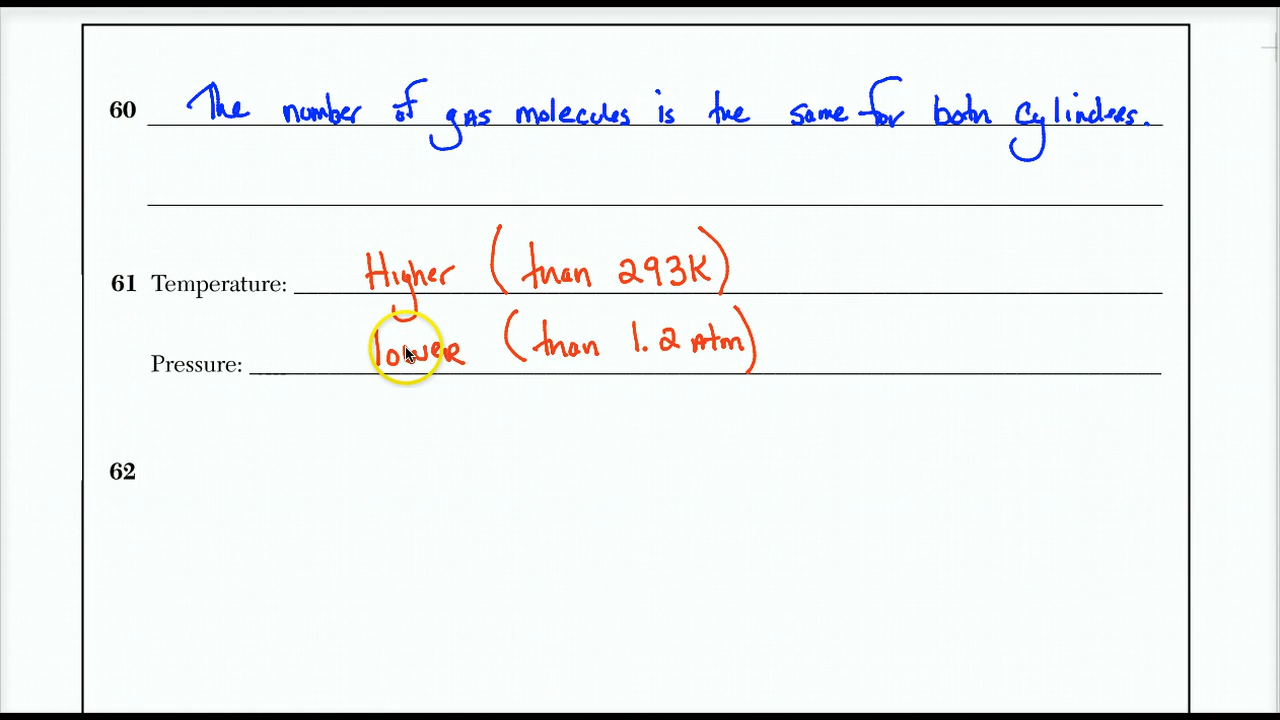 60 The number of gas molecules is the same for both cylinders.
61 Temperature: Higher (than 293K)
Pressure: lower (than 1.2 Atm)
62